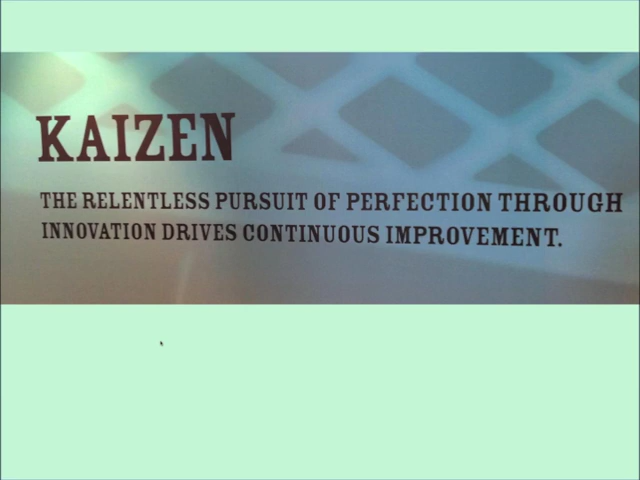 KAIZEN
THE RELENTLESS PURSUIT OF PERFECTION THROUGH
INNOVATION DRIVES CONTINUOUS IMPROVEMENT.